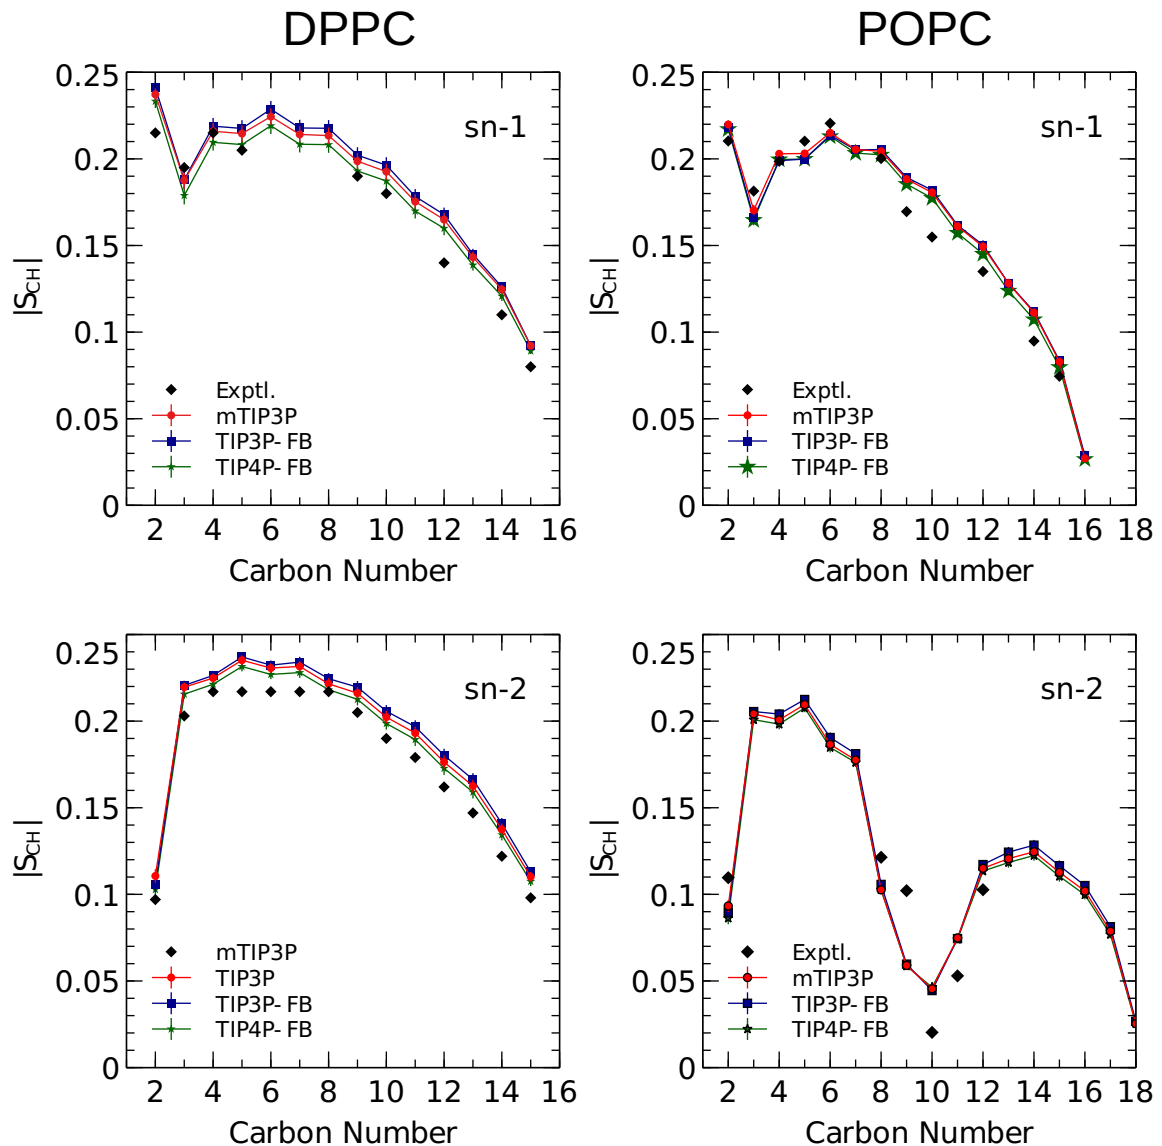 DPPC
POPC
0.25
0.2
0.15
0.1
0.05
0
|SCH|
sn-1
Exptl.
mTIP3P
TIP3P- FB
TIP4P- FB
2 4 6 8 10 12 14 16
Carbon Number
0.25
0.2
0.15
0.1
0.05
0
|SCH|
sn-1
Exptl.
mTIP3P
TIP3P- FB
TIP4P- FB
2 4 6 8 10 12 14 16 18
Carbon Number
0.25
0.2
0.15
0.1
0.05
0
|SCH|
sn-2
mTIP3P
TIP3P
TIP3P- FB
TIP4P- FB
2 4 6 8 10 12 14 16
Carbon Number
0.25
0.2
0.15
0.1
0.05
0
|SCH|
sn-2
Exptl.
mTIP3P
TIP3P- FB
TIP4P- FB
2 4 6 8 10 12 14 16 18
Carbon Number